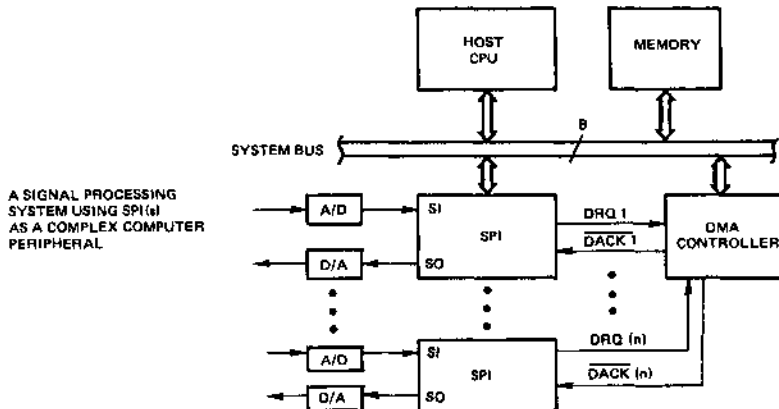 HOST
CPU
MEMORY
8
SYSTEM BUS
A SIGNAL PROCESSING
SYSTEM USING SPI(s)
AS A COMPLEX COMPUTER
PERIPHERAL
A/D
SI
SPI
DRQ 1
DACK 1
DMA
CONTROLLER
D/A
SO
A/D
SI
SPI
DRQ (n)
DACK (n)
D/A
SO